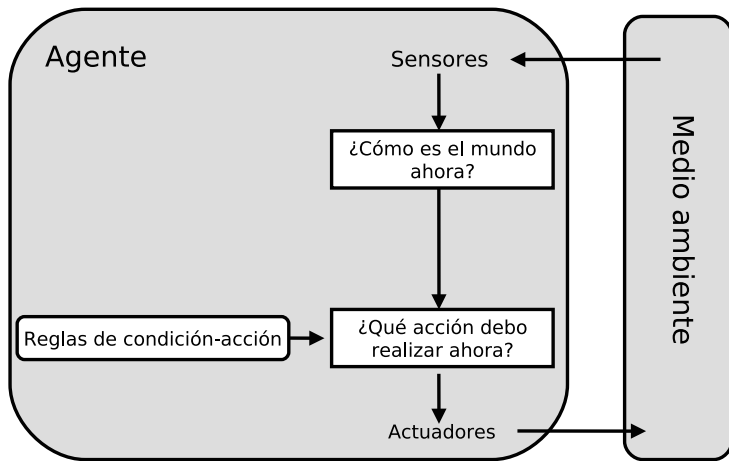 Agente
Sensores
¿Cómo es el mundo
ahora?
Reglas de condición-acción
¿Qué acción debo
realizar ahora?
Actuadores
Medio ambiente